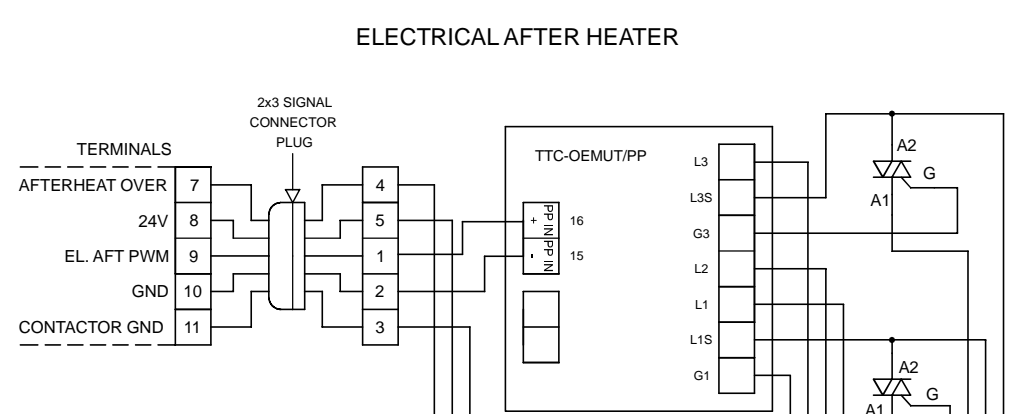 ELECTRICAL AFTER HEATER
2x3 SIGNAL
CONNECTOR
PLUG
TERMINALS
AFTERHEAT OVER 7
24V 8
EL. AFT PWM 9
GND 10
CONTACTOR GND 11
4
5
1
2
3
TTC-OEMUT/PP
+ PP IN 16
- PP IN 15
L3
L3S
G3
L2
L1
L1S
G1
A2
G
A1
A2
G
A1